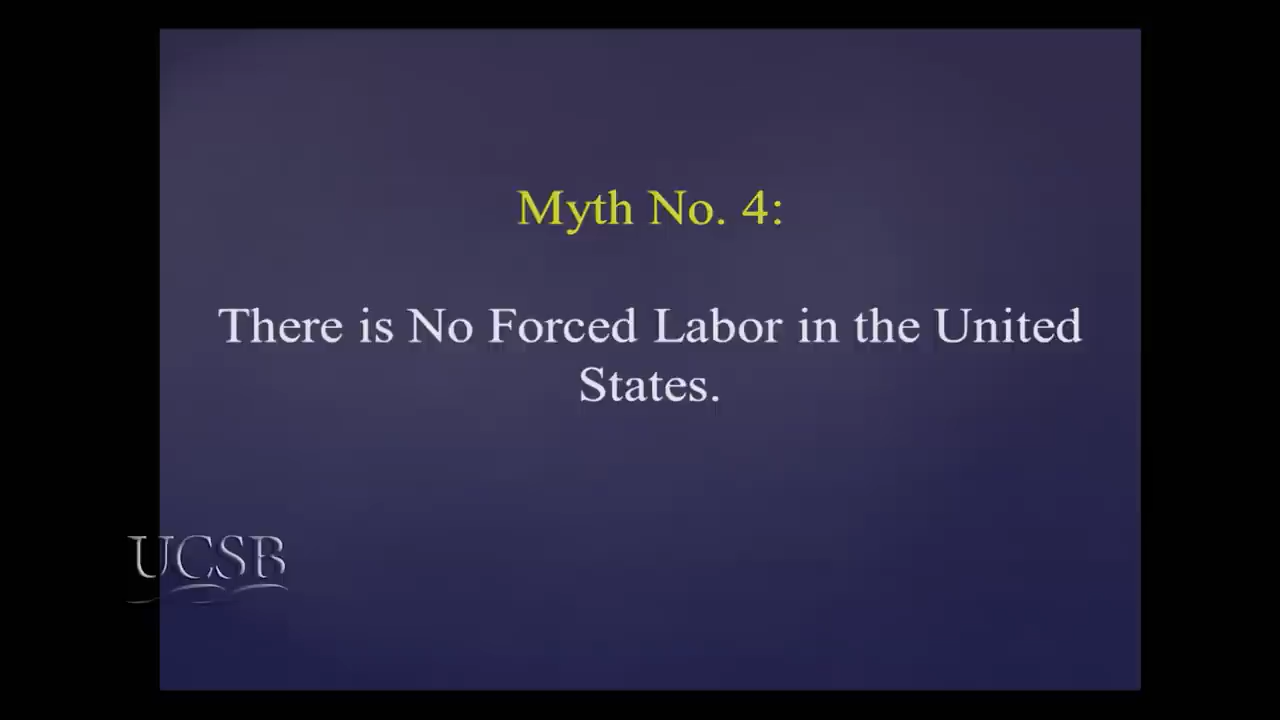 Myth No. 4:
There is No Forced Labor in the United
States.
UCSB